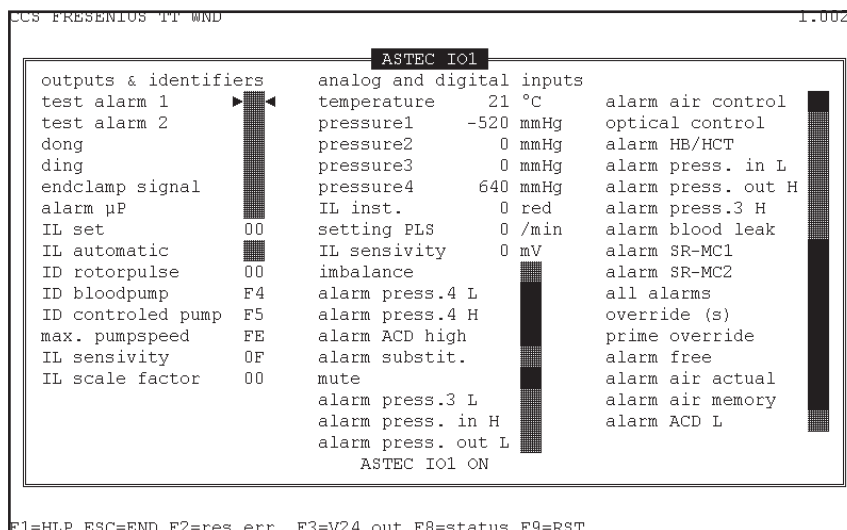 CCS FRESENIUS TT WND 1.002
ASTEC IO1
outputs & identifiers analog and digital inputs
test alarm 1 temperature 21 °C alarm air control
test alarm 2 pressure1 -520 mmHg optical control
dong pressure2 0 mmHg alarm HB/HCT
ding pressure3 0 mmHg alarm press. in L
endclamp signal pressure4 640 mmHg alarm press. out H
alarm µP IL inst. 0 red alarm press.3 H
IL set 00 setting PLS 0 /min alarm blood leak
IL automatic IL sensivity 0 mV alarm SR-MC1
ID rotorpulse 00 imbalance alarm SR-MC2
ID bloodpump F4 alarm press.4 L all alarms
ID controled pump F5 alarm press.4 H override (s)
max. pumpspeed FE alarm ACD high prime override
IL sensivity 0F alarm substit. alarm free
IL scale factor 00 mute alarm air actual
alarm press.3 L alarm air memory
alarm press. in H alarm ACD L
alarm press. out L
ASTEC IO1 ON
F1=HLP ESC=END F2=res err F3=V24 out F8=status F9=RST